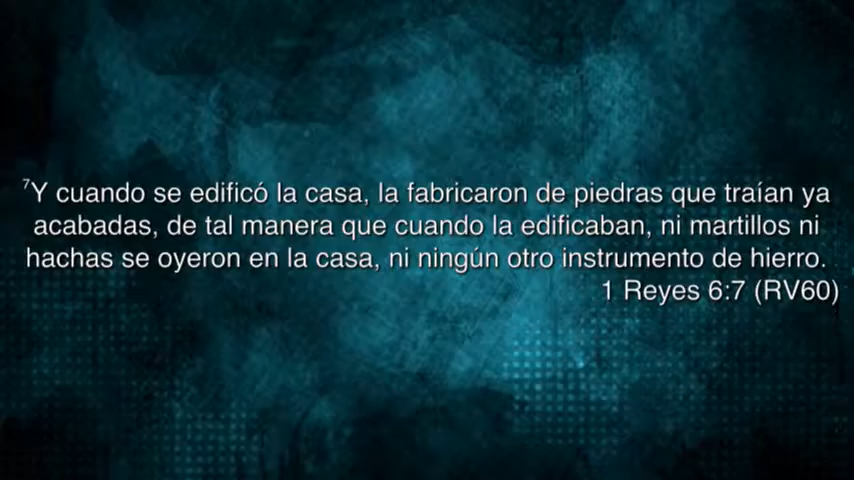 ⁷Y cuando se edificó la casa, la fabricaron de piedras que traían ya
acabadas, de tal manera que cuando la edificaban, ni martillos ni
hachas se oyeron en la casa, ni ningún otro instrumento de hierro.
1 Reyes 6:7 (RV60)